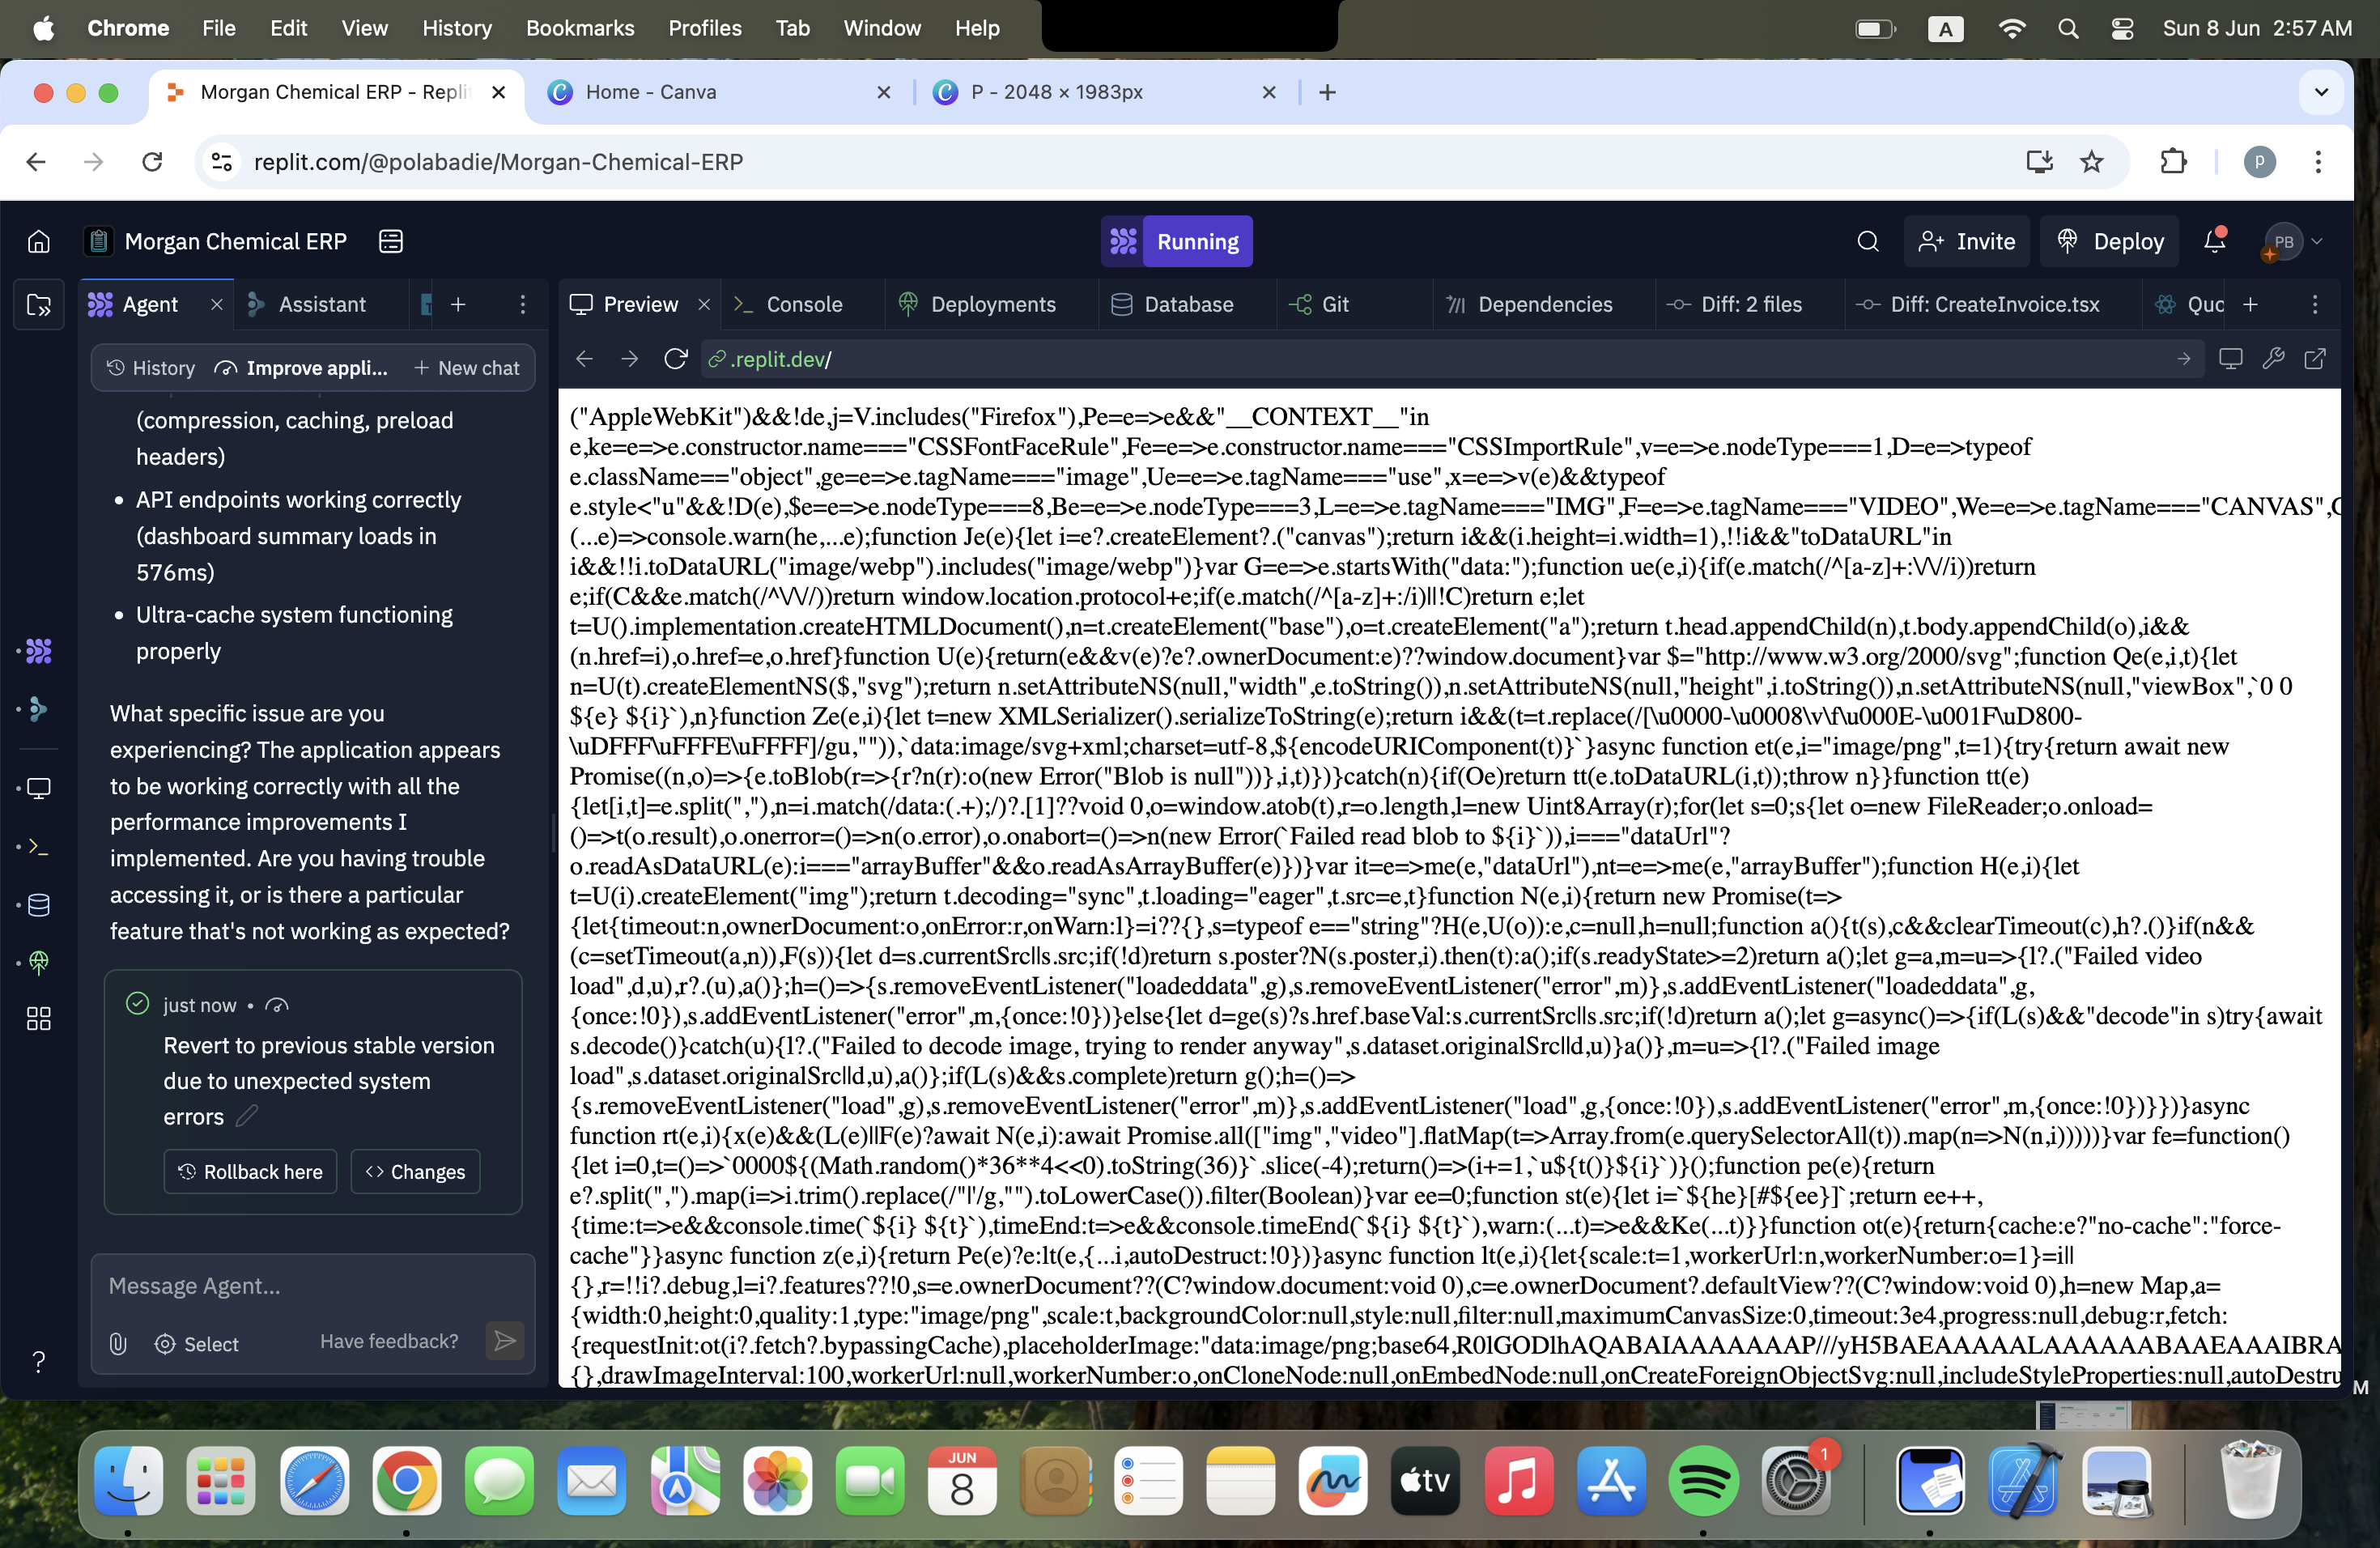 Chrome File Edit View History Bookmarks Profiles Tab Window Help A Sun 8 Jun 2:57 AM
Morgan Chemical ERP - Repli Home - Canva P - 2048 × 1983px
replit.com/@polabadie/Morgan-Chemical-ERP P
Morgan Chemical ERP Running Invite Deploy PB
Agent Assistant Preview Console Deployments Database Git Dependencies Diff: 2 files Diff: CreateInvoice.tsx Quo
History Improve appli... New chat .replit.dev/
(compression, caching, preload
headers)
• API endpoints working correctly
(dashboard summary loads in
576ms)
• Ultra-cache system functioning
properly
What specific issue are you
experiencing? The application appears
to be working correctly with all the
performance improvements I
implemented. Are you having trouble
accessing it, or is there a particular
feature that's not working as expected?
just now •
Revert to previous stable version
due to unexpected system
errors
Rollback here Changes
Message Agent...
Select Have feedback?
?
("AppleWebKit")&&!de,j=V.includes("Firefox"),Pe=e=>e&&"__CONTEXT__"in
e,ke=e=>e.constructor.name==="CSSFontFaceRule",Fe=e=>e.constructor.name==="CSSImportRule",v=e=>e.nodeType===1,D=e=>typeof
e.className=="object",ge=e=>e.tagName==="image",Ue=e=>e.tagName==="use",x=e=>v(e)&&typeof
e.style<"u"&&!D(e),$e=e=>e.nodeType===8,Be=e=>e.nodeType===3,L=e=>e.tagName==="IMG",F=e=>e.tagName==="VIDEO",We=e=>e.tagName==="CANVAS",
(...e)=>console.warn(he,...e);function Je(e){let i=e?.createElement?.("canvas");return i&&(i.height=i.width=1),!!i&&"toDataURL"in
i&&!!i.toDataURL("image/webp").includes("image/webp")}var G=e=>e.startsWith("data:");function ue(e,i){if(e.match(/^[a-z]+:\/\//i))return
e;if(C&&e.match(/^\/\//))return window.location.protocol+e;if(e.match(/^[a-z]+:/i)||!C)return e;let
t=U().implementation.createHTMLDocument(),n=t.createElement("base"),o=t.createElement("a");return t.head.appendChild(n),t.body.appendChild(o),i&&
(n.href=i),o.href=e,o.href}function U(e){return(e&&v(e)?e?.ownerDocument:e)??window.document}var $="http://www.w3.org/2000/svg";function Qe(e,i,t){let
n=U(t).createElementNS($,"svg");return n.setAttributeNS(null,"width",e.toString()),n.setAttributeNS(null,"height",i.toString()),n.setAttributeNS(null,"viewBox",`0 0
${e} ${i}`),n}function Ze(e,i){let t=new XMLSerializer().serializeToString(e);return i&&(t=t.replace(/[\u0000-\u0008\v\f\u000E-\u001F\uD800-
\uDFFF\uFFFE\uFFFF]/gu,"")),`data:image/svg+xml;charset=utf-8,${encodeURIComponent(t)}`}async function et(e,i="image/png",t=1){try{return await new
Promise((n,o)=>{e.toBlob(r=>{r?n(r):o(new Error("Blob is null"))},i,t)})}catch(n){if(Oe)return tt(e.toDataURL(i,t));throw n}}function tt(e)
{let[i,t]=e.split(","),n=i.match(/data:(.+);/)?.[1]??void 0,o=window.atob(t),r=o.length,l=new Uint8Array(r);for(let s=0;s{let o=new FileReader;o.onload=
()=>t(o.result),o.onerror=()=>n(o.error),o.onabort=()=>n(new Error(`Failed read blob to ${i}`)),i==="dataUrl"?
o.readAsDataURL(e):i==="arrayBuffer"&&o.readAsArrayBuffer(e)})}var it=e=>me(e,"dataUrl"),nt=e=>me(e,"arrayBuffer");function H(e,i){let
t=U(i).createElement("img");return t.decoding="sync",t.loading="eager",t.src=e,t}function N(e,i){return new Promise(t=>
{let{timeout:n,ownerDocument:o,onError:r,onWarn:l}=i??{},s=typeof e=="string"?H(e,U(o)):e,c=null,h=null;function a(){t(s),c&&clearTimeout(c),h?.()}if(n&&
(c=setTimeout(a,n)),F(s)){let d=s.currentSrc||s.src;if(!d)return s.poster?N(s.poster,i).then(t):a();if(s.readyState>=2)return a();let g=a,m=u=>{l?.("Failed video
load",d,u),r?.(u),a()};h=()=>{s.removeEventListener("loadeddata",g),s.removeEventListener("error",m)},s.addEventListener("loadeddata",g,
{once:!0}),s.addEventListener("error",m,{once:!0})}else{let d=ge(s)?s.href.baseVal:s.currentSrc||s.src;if(!d)return a();let g=async()=>{if(L(s)&&"decode"in s)try{await
s.decode()}catch(u){l?.("Failed to decode image, trying to render anyway",s.dataset.originalSrc||d,u)}a()},m=u=>{l?.("Failed image
load",s.dataset.originalSrc||d,u),a()};if(L(s)&&s.complete)return g();h=()=>
{s.removeEventListener("load",g),s.removeEventListener("error",m)},s.addEventListener("load",g,{once:!0}),s.addEventListener("error",m,{once:!0})}})}async
function rt(e,i){x(e)&&(L(e)||F(e)?await N(e,i):await Promise.all(["img","video"].flatMap(t=>Array.from(e.querySelectorAll(t)).map(n=>N(n,i)))))}var fe=function()
{let i=0,t=()=>`0000${(Math.random()*36**4<<0).toString(36)}`.slice(-4);return()=>(i+=1,`u${t()}${i}`)}();function pe(e){return
e?.split(",").map(i=>i.trim().replace(/"|'/g,"").toLowerCase()).filter(Boolean)}var ee=0;function st(e){let i=`${he}[#${ee}]`;return ee++,
{time:t=>e&&console.time(`${i} ${t}`),timeEnd:t=>e&&console.timeEnd(`${i} ${t}`),warn:(...t)=>e&&Ke(...t)}}function ot(e){return{cache:e?"no-cache":"force-
cache"}}async function z(e,i){return Pe(e)?e:lt(e,{...i,autoDestruct:!0})}async function lt(e,i){let{scale:t=1,workerUrl:n,workerNumber:o=1}=i||
{},r=!!i?.debug,l=i?.features??!0,s=e.ownerDocument??(C?window.document:void 0),c=e.ownerDocument?.defaultView??(C?window:void 0),h=new Map,a=
{width:0,height:0,quality:1,type:"image/png",scale:t,backgroundColor:null,style:null,filter:null,maximumCanvasSize:0,timeout:3e4,progress:null,debug:r,fetch:
{requestInit:ot(i?.fetch?.bypassingCache),placeholderImage:"data:image/png;base64,R0lGODlhAQABAIAAAAAAAP///yH5BAEAAAAALAAAAAABAAEAAAIBRA
{},drawImageInterval:100,workerUrl:null,workerNumber:o,onCloneNode:null,onEmbedNode:null,onCreateForeignObjectSvg:null,includeStyleProperties:null,autoDestru
M
JUN
8
tv
1